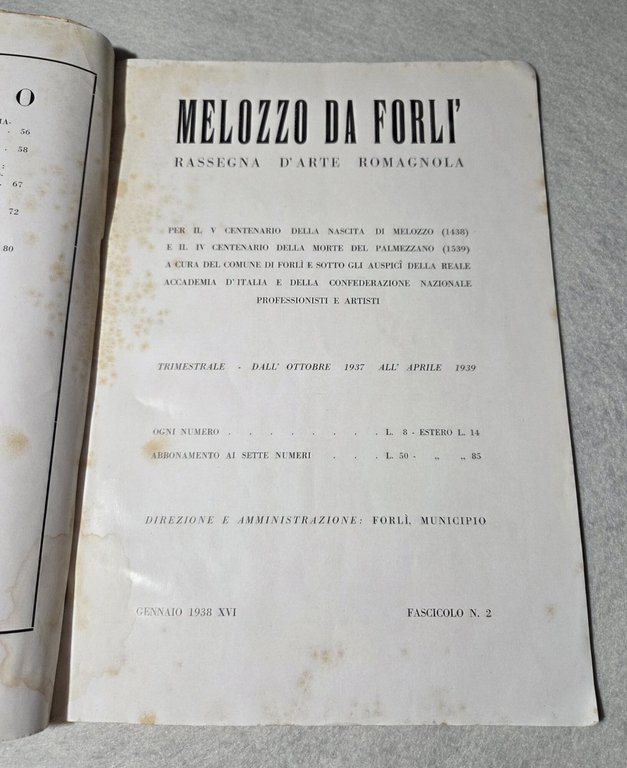 O
MA-
- 56
. 58
:
. 67
72
80
MELOZZO DA FORLI'
RASSEGNA D'ARTE ROMAGNOLA
PER IL V CENTENARIO DELLA NASCITA DI MELOZZO (1438)
E IL IV CENTENARIO DELLA MORTE DEL PALMEZZANO (1539)
A CURA DEL COMUNE DI FORLÌ E SOTTO GLI AUSPICÎ DELLA REALE
ACCADEMIA D'ITALIA E DELLA CONFEDERAZIONE NAZIONALE
PROFESSIONISTI E ARTISTI
TRIMESTRALE - DALL' OTTOBRE 1937 ALL' APRILE 1939
OGNI NUMERO . . . . . . . . L. 8 - ESTERO L. 14
ABBONAMENTO AI SETTE NUMERI . . . L. 50 - „ „ 85
DIREZIONE E AMMINISTRAZIONE: FORLÌ, MUNICIPIO
GENNAIO 1938 XVI FASCICOLO N. 2